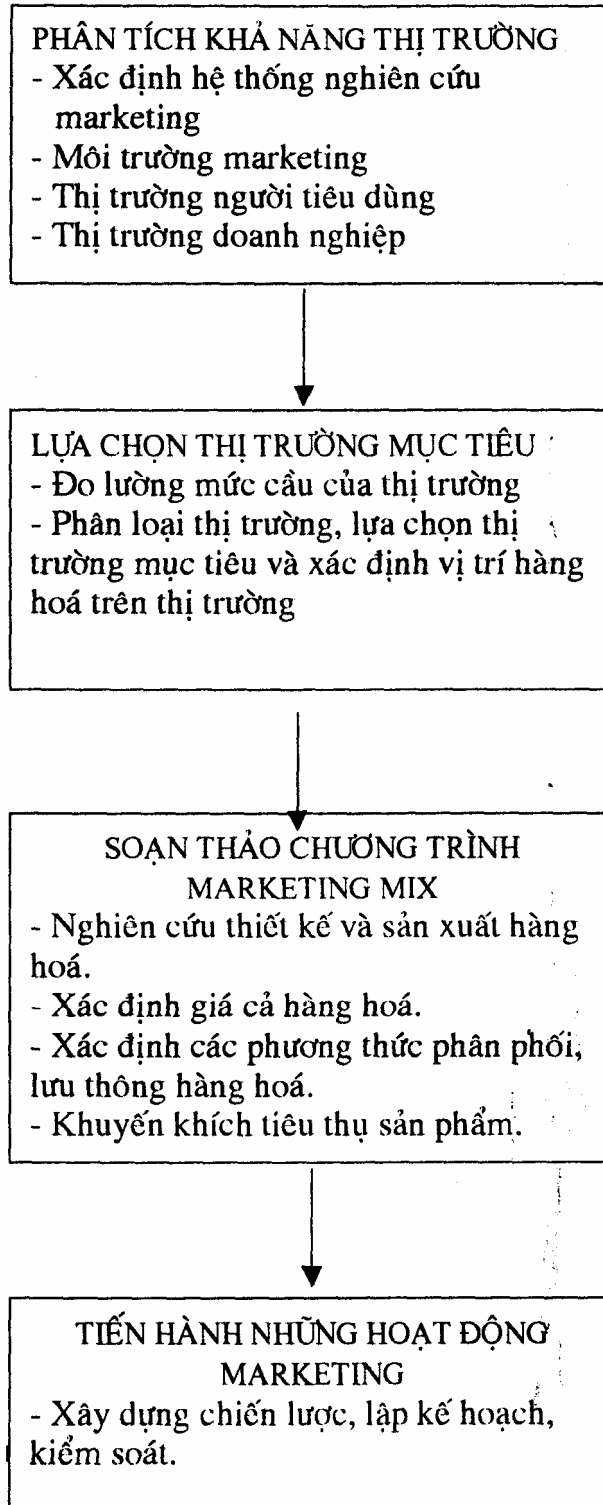 PHÂN TÍCH KHẢ NĂNG THỊ TRƯỜNG
- Xác định hệ thống nghiên cứu
marketing
- Môi trường marketing
- Thị trường người tiêu dùng
- Thị trường doanh nghiệp
LỰA CHỌN THỊ TRƯỜNG MỤC TIÊU
- Đo lường mức cầu của thị trường
- Phân loại thị trường, lựa chọn thị
trường mục tiêu và xác định vị trí hàng
hoá trên thị trường
SOẠN THẢO CHƯƠNG TRÌNH
MARKETING MIX
- Nghiên cứu thiết kế và sản xuất hàng
hoá.
- Xác định giá cả hàng hoá.
- Xác định các phương thức phân phối,
lưu thông hàng hoá.
- Khuyến khích tiêu thụ sản phẩm.
TIẾN HÀNH NHỮNG HOẠT ĐỘNG
MARKETING
- Xây dựng chiến lược, lập kế hoạch,
kiểm soát.